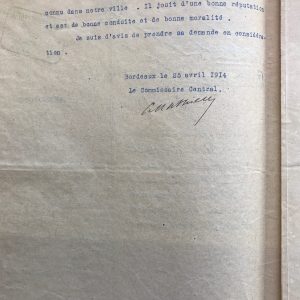 connu dans notre ville . Il jouit d'une bonne réputation
et est de bonne conduite et de bonne moralité .
Je suis d'avis de prendre sa demande en considéra-
tion .
Bordeaux le 25 avril 1914
Le Commissaire Central,